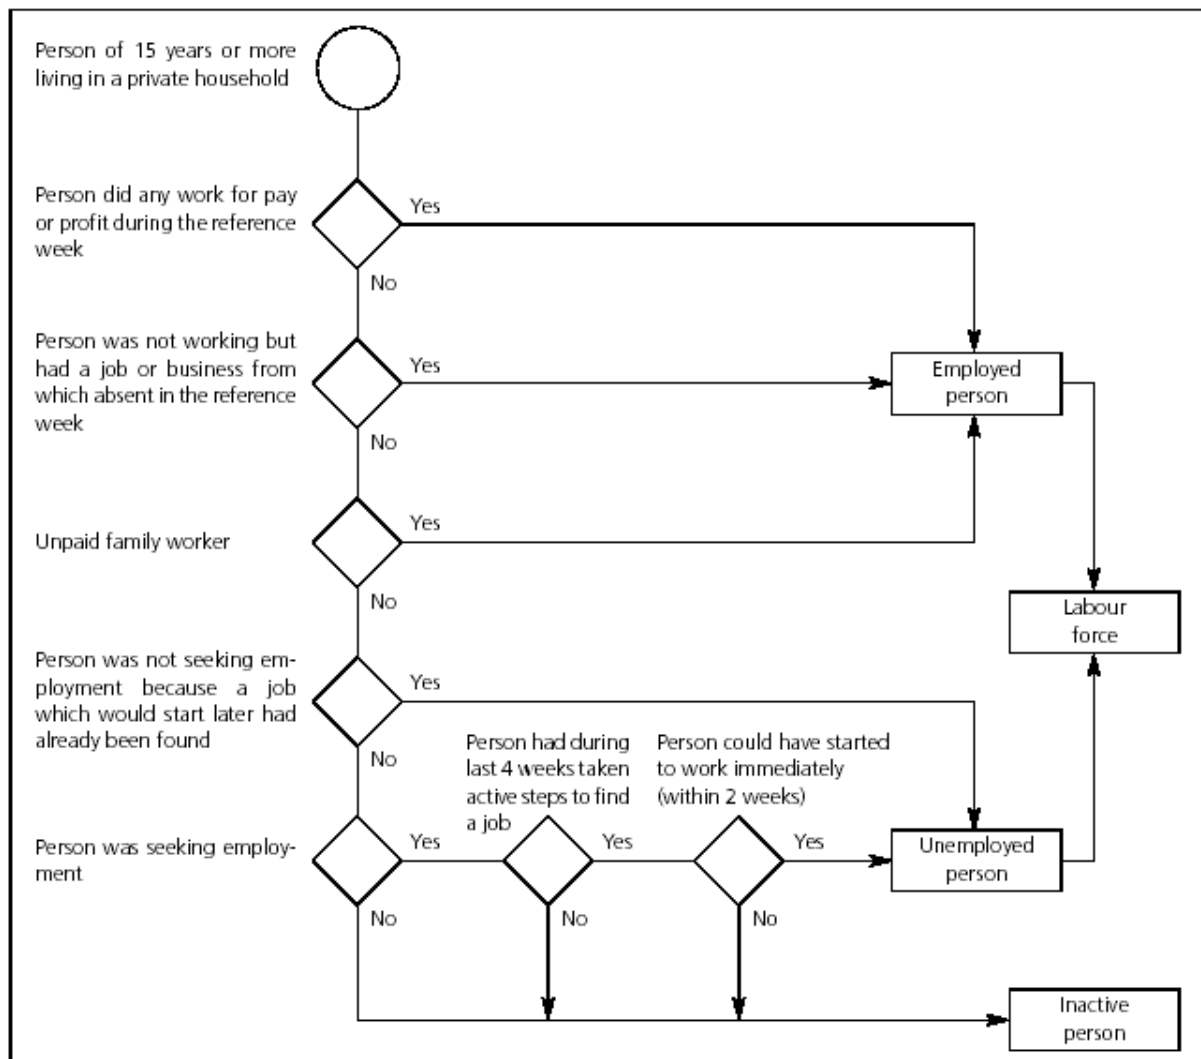 Person of 15 years or more
living in a private household
Person did any work for pay
or profit during the reference
week
Yes
No
Person was not working but
had a job or business from
which absent in the reference
week
Yes
No
Employed
person
Unpaid family worker
Yes
No
Labour
force
Person was not seeking em-
ployment because a job
which would start later had
already been found
Yes
No
Person had during
last 4 weeks taken
active steps to find
a job
Person could have started
to work immediately
(within 2 weeks)
Person was seeking employ-
ment
Yes
No
Yes
No
Yes
No
Unemployed
person
Inactive
person